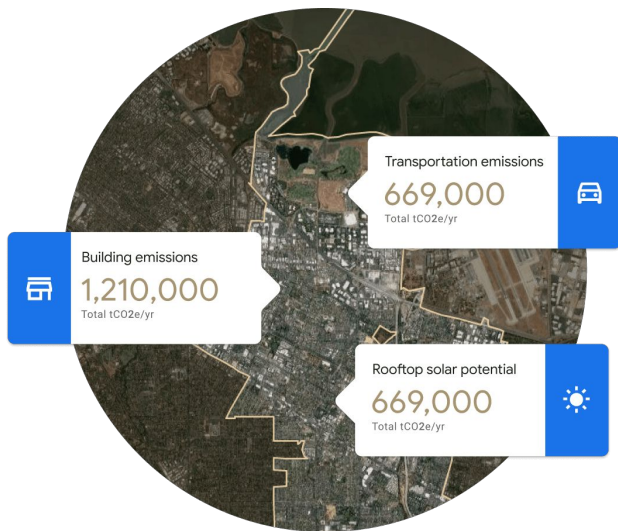 Transportation emissions
669,000
Total tCO2e/yr
Building emissions
1,210,000
Total tCO2e/yr
Rooftop solar potential
669,000
Total tCO2e/yr